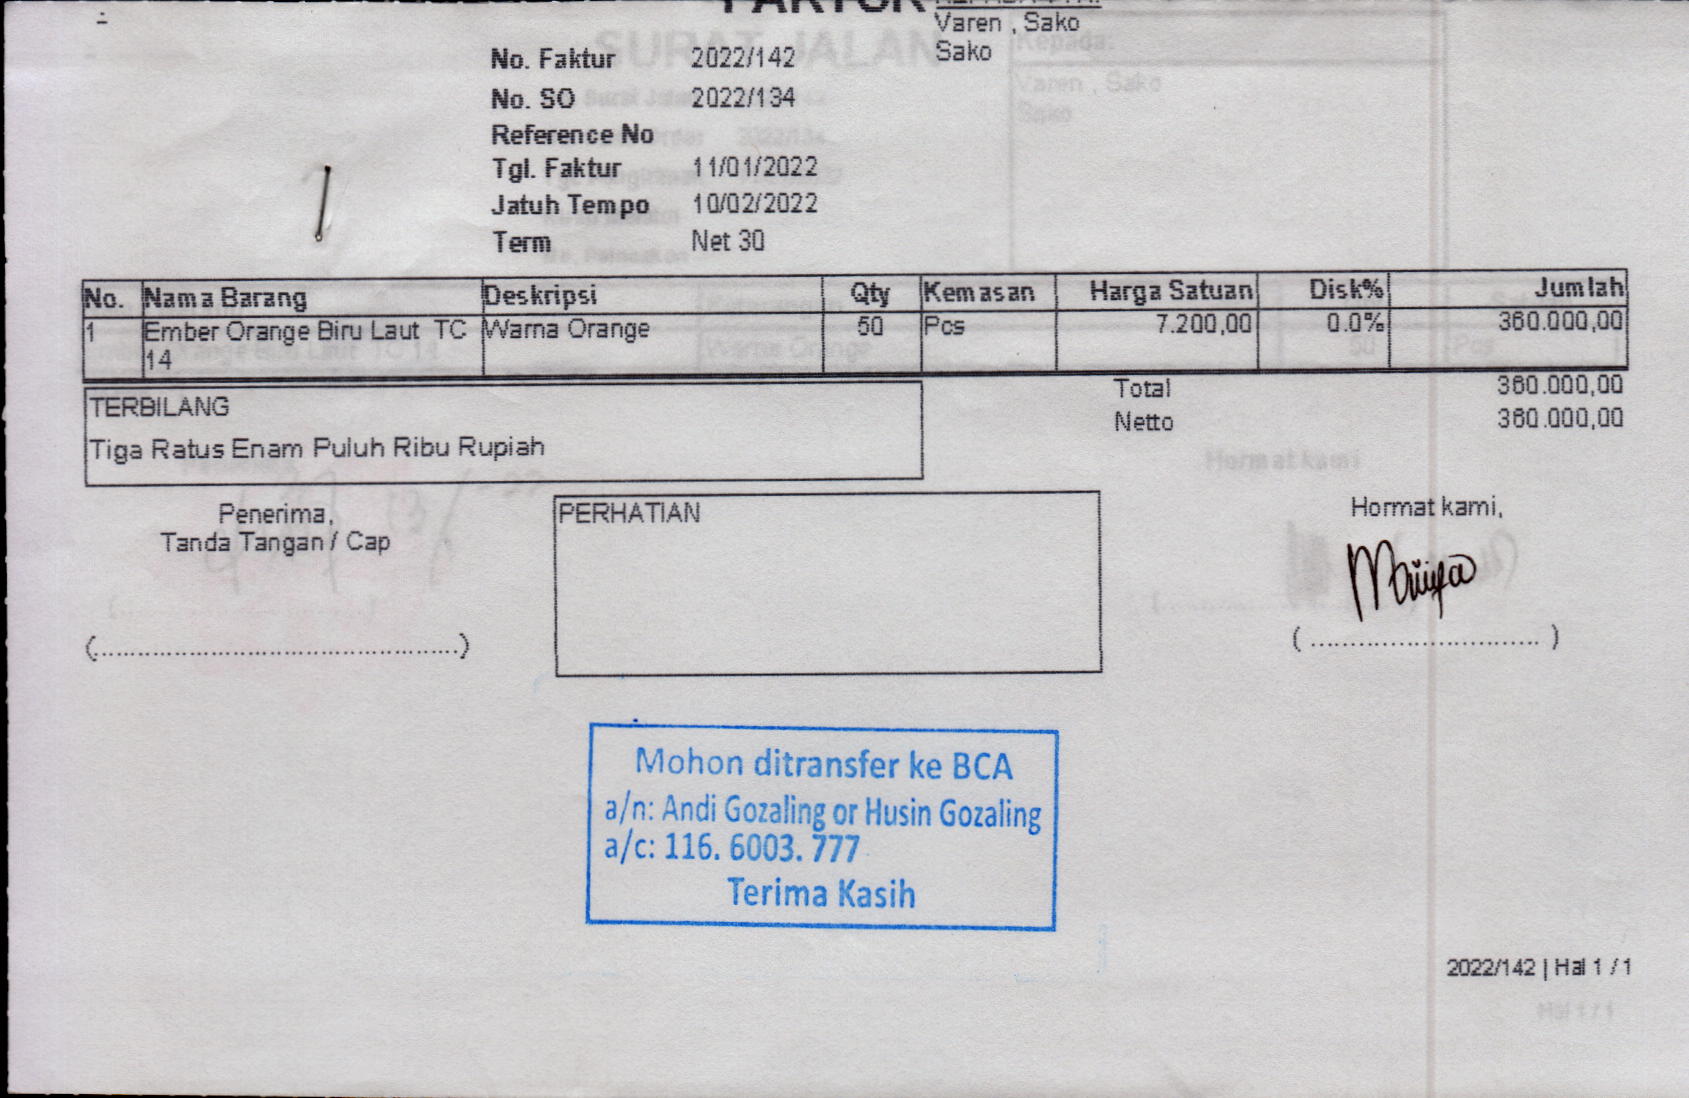 FAKTUR
Varen , Sako
Sako
No. Faktur 2022/142
No. SO 2022/134
Reference No
Tgl. Faktur 11/01/2022
Jatuh Tempo 10/02/2022
Term Net 30
No. Nama Barang Deskripsi Qty Kemasan Harga Satuan Disk% Jumlah
1 Ember Orange Biru Laut TC Warna Orange 50 Pcs 7.200,00 0.0% 360.000,00
14
Total 360.000,00
Netto 360.000,00
TERBILANG
Tiga Ratus Enam Puluh Ribu Rupiah
Penerima,
Tanda Tangan / Cap
(..............................................)
PERHATIAN
Hormat kami,
( ............................. )
Mohon ditransfer ke BCA
a/n: Andi Gozaling or Husin Gozaling
a/c: 116. 6003. 777
Terima Kasih
2022/142 | Hal 1 / 1